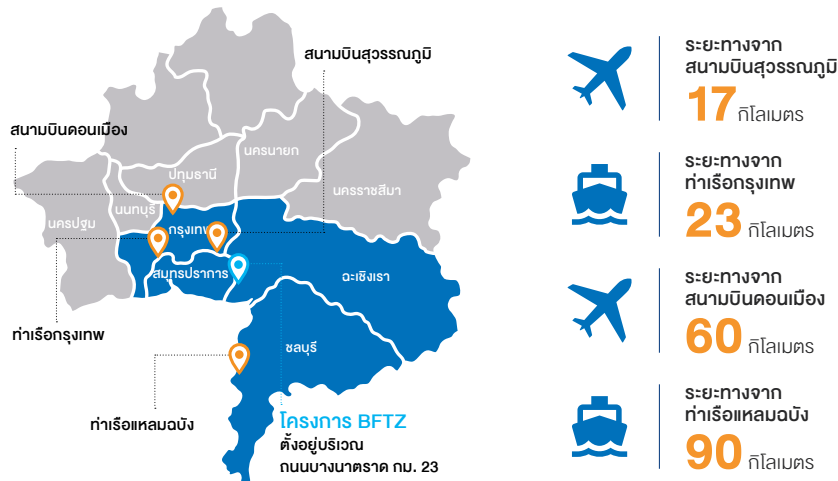 สนามบินสุวรรณภูมิ
สนามบินดอนเมือง
นครนายก
ปทุมธานี
นครราชสีมา
นนทบุรี
นครปฐม
กรุงเทพ
สมุทรปราการ
ฉะเชิงเรา
ท่าเรือกรุงเทพ
ชลบุรี
ท่าเรือแหลมฉบัง
โครงการ BFTZ
ตั้งอยู่บริเวณ
ถนนบางนาตราด กม. 23
ระยะทางจาก
สนามบินสุวรรณภูมิ
17 กิโลเมตร
ระยะทางจาก
ท่าเรือกรุงเทพ
23 กิโลเมตร
ระยะทางจาก
สนามบินดอนเมือง
60 กิโลเมตร
ระยะทางจาก
ท่าเรือแหลมฉบัง
90 กิโลเมตร